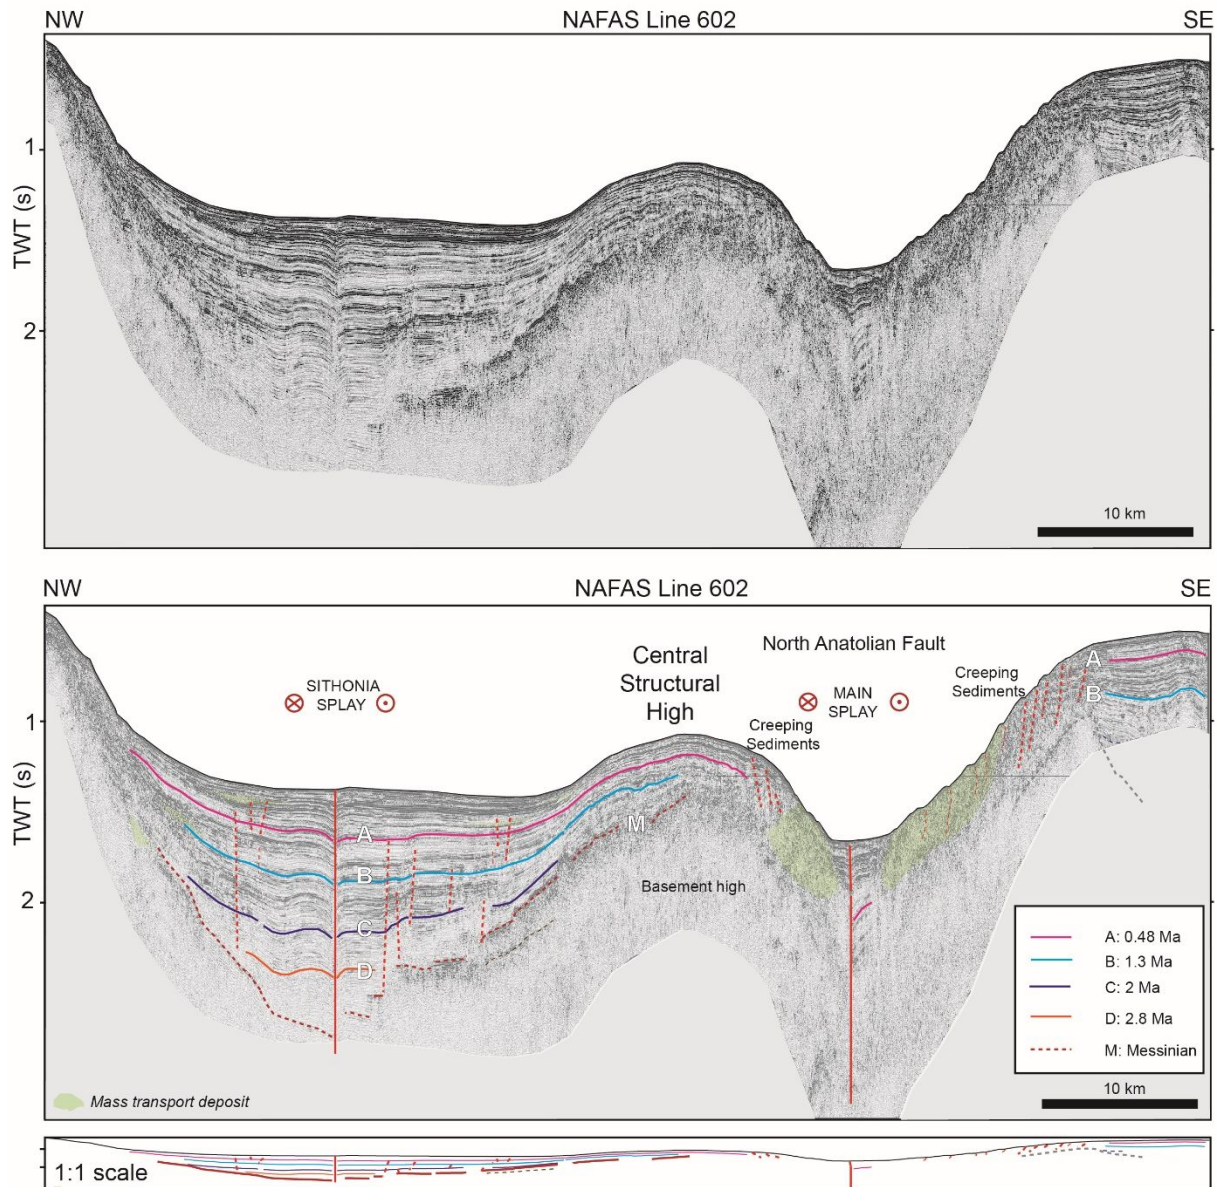 NW NAFAS Line 602 SE
1
TWT (s)
2
10 km
NW NAFAS Line 602 SE
Central
Structural
High
North Anatolian Fault
SITHONIA
SPLAY
MAIN
SPLAY
Creeping
Sediments
Creeping
Sediments
A
B
1
TWT (s)
2
A
B
C
D
M
Basement high
A: 0.48 Ma
B: 1.3 Ma
C: 2 Ma
D: 2.8 Ma
M: Messinian
Mass transport deposit
10 km
1:1 scale